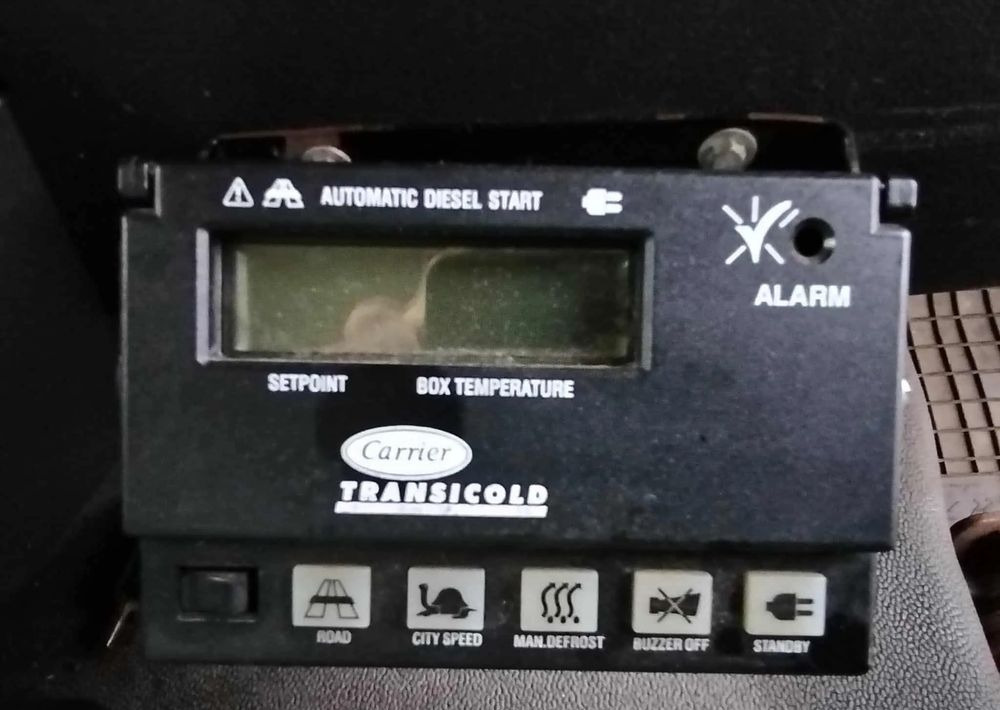 AUTOMATIC DIESEL START
ALARM
SETPOINT BOX TEMPERATURE
Carrier
TRANSICOLD
ROAD CITY SPEED MAN.DEFROST BUZZER OFF STANDBY